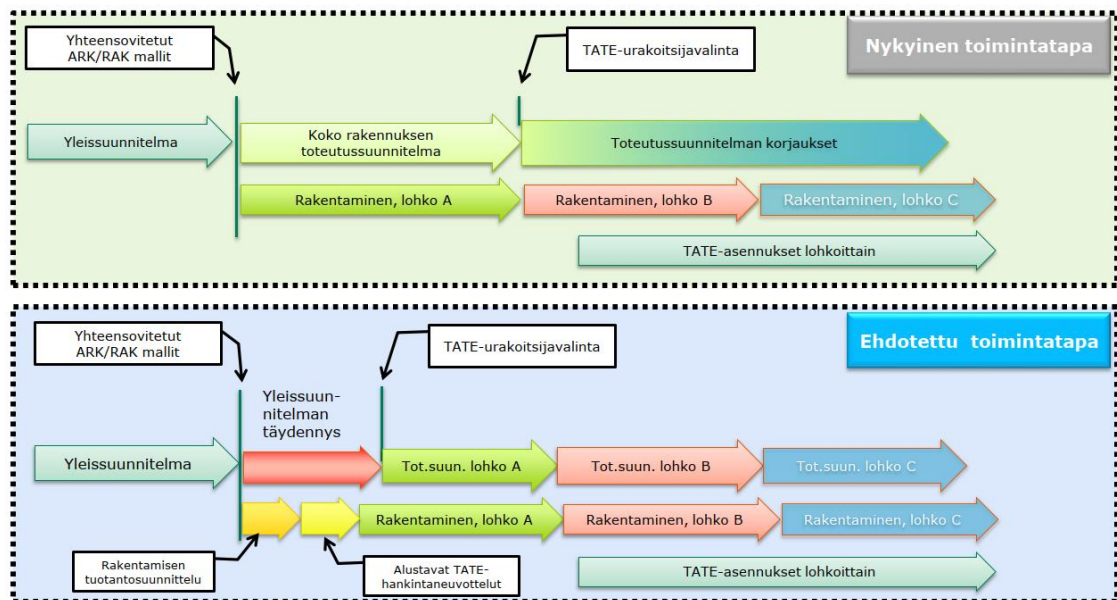 Yhteensovitetut
ARK/RAK mallit
TATE-urakoitsijavalinta
Nykyinen toimintatapa
Yleissuunnitelma
Koko rakennuksen
toteutussuunnitelma
Toteutussuunnitelman korjaukset
Rakentaminen, lohko A
Rakentaminen, lohko B
Rakentaminen, lohko C
TATE-asennukset lohkoittain
Yhteensovitetut
ARK/RAK mallit
TATE-urakoitsijavalinta
Ehdotettu toimintatapa
Yleissuun-
nitelman
täydennys
Yleissuunnitelma
Tot.suun. lohko A
Tot.suun. lohko B
Tot.suun. lohko C
Rakentaminen, lohko A
Rakentaminen, lohko B
Rakentaminen, lohko C
Rakentamisen
tuotantosuunnittelu
Alustavat TATE-
hankintaneuvottelut
TATE-asennukset lohkoittain